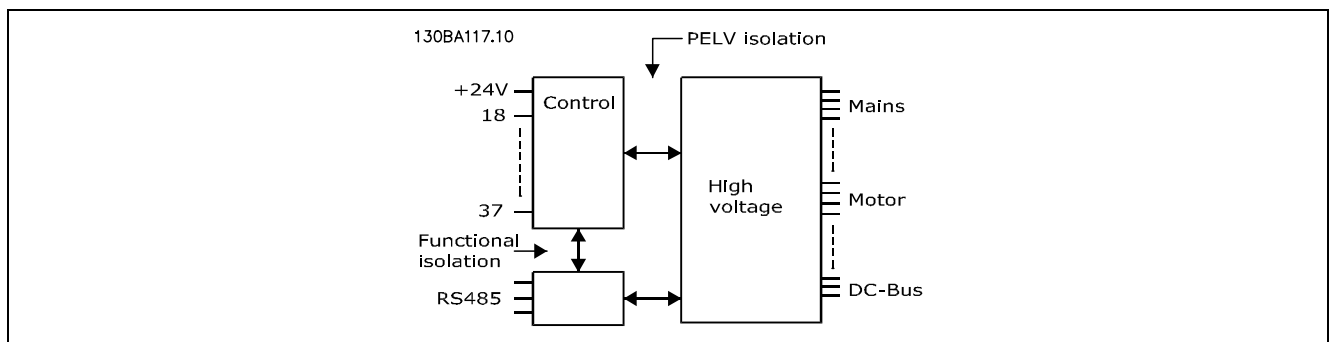 130BA117.10
PELV isolation
+24V
Control
18
Mains
High
voltage
37
Motor
Functional
isolation
RS485
DC-Bus